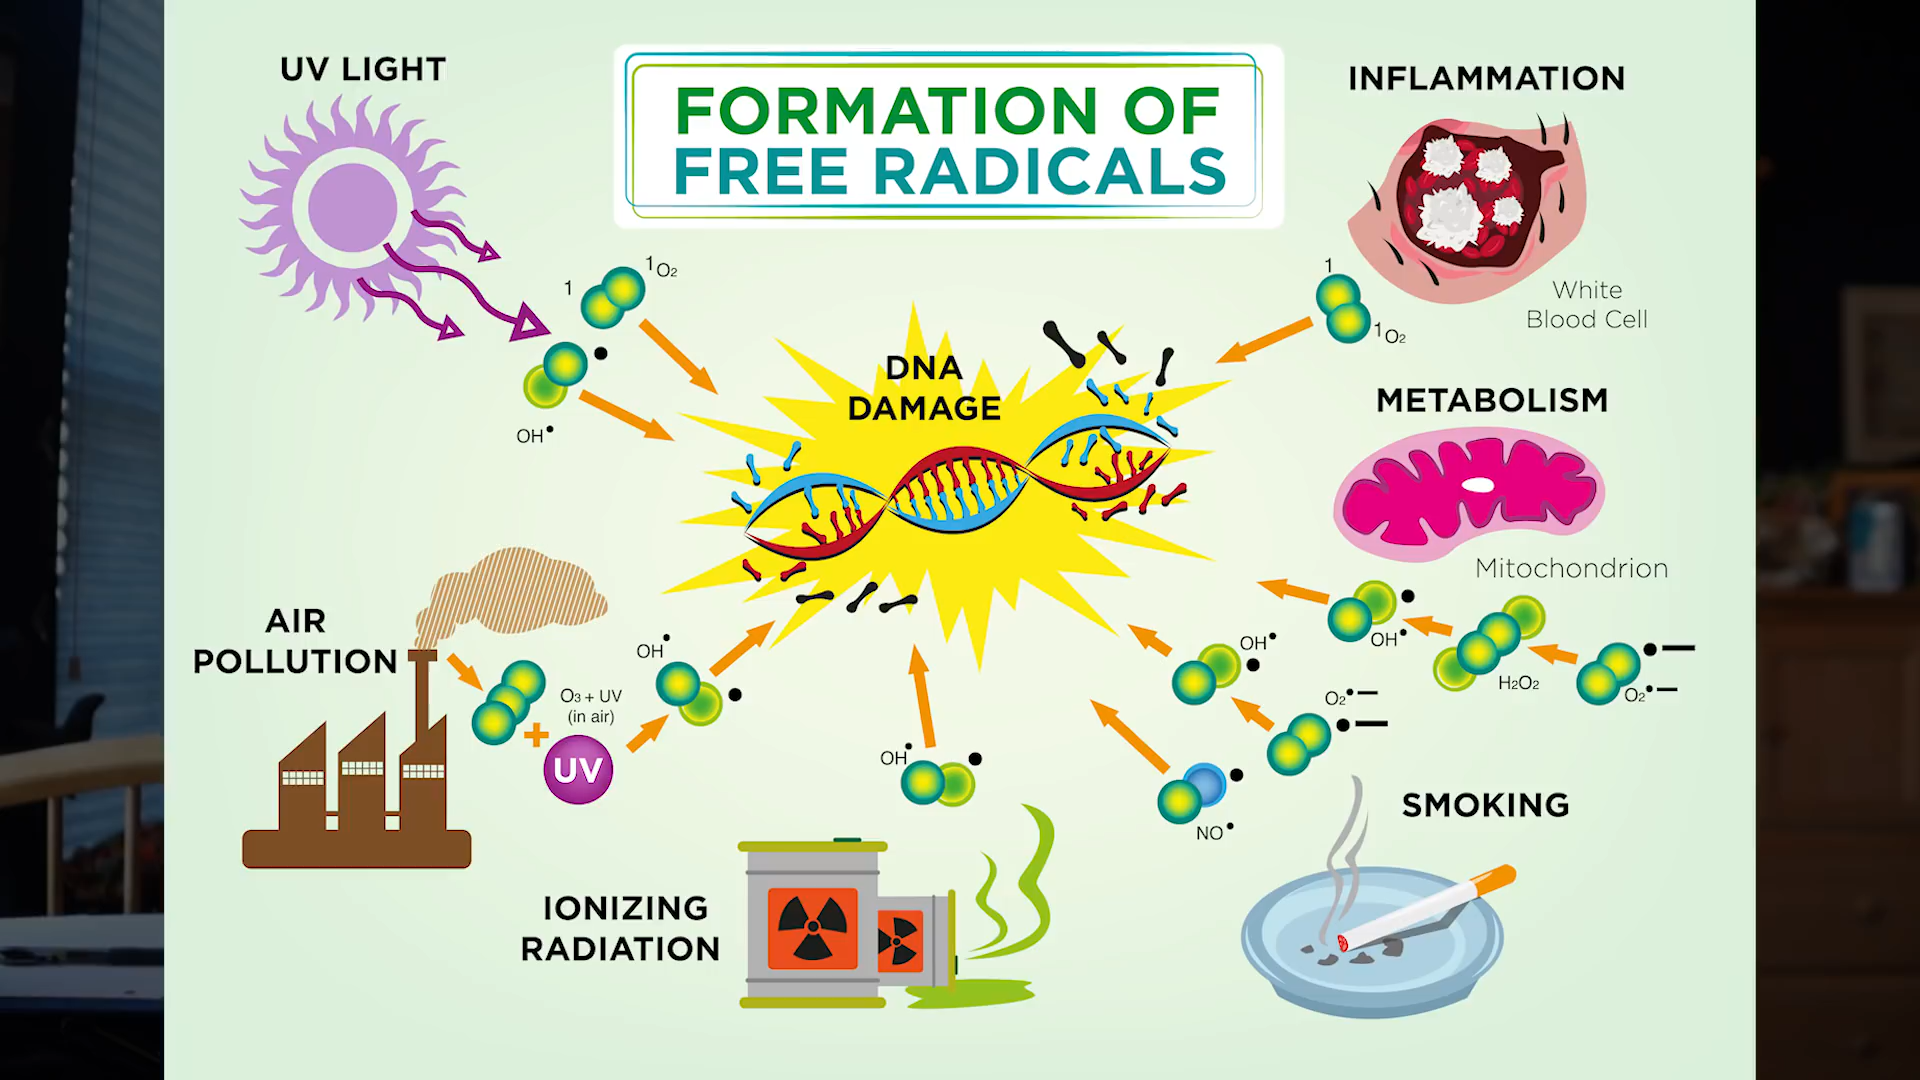 FORMATION OF
FREE RADICALS
UV LIGHT
1
1O2
OH•
INFLAMMATION
White
Blood Cell
1
1O2
DNA
DAMAGE
METABOLISM
Mitochondrion
OH•
H2O2
O2•—
AIR
POLLUTION
O3 + UV
(in air)
UV
OH•
IONIZING
RADIATION
OH•
SMOKING
OH•
O2•—
NO•